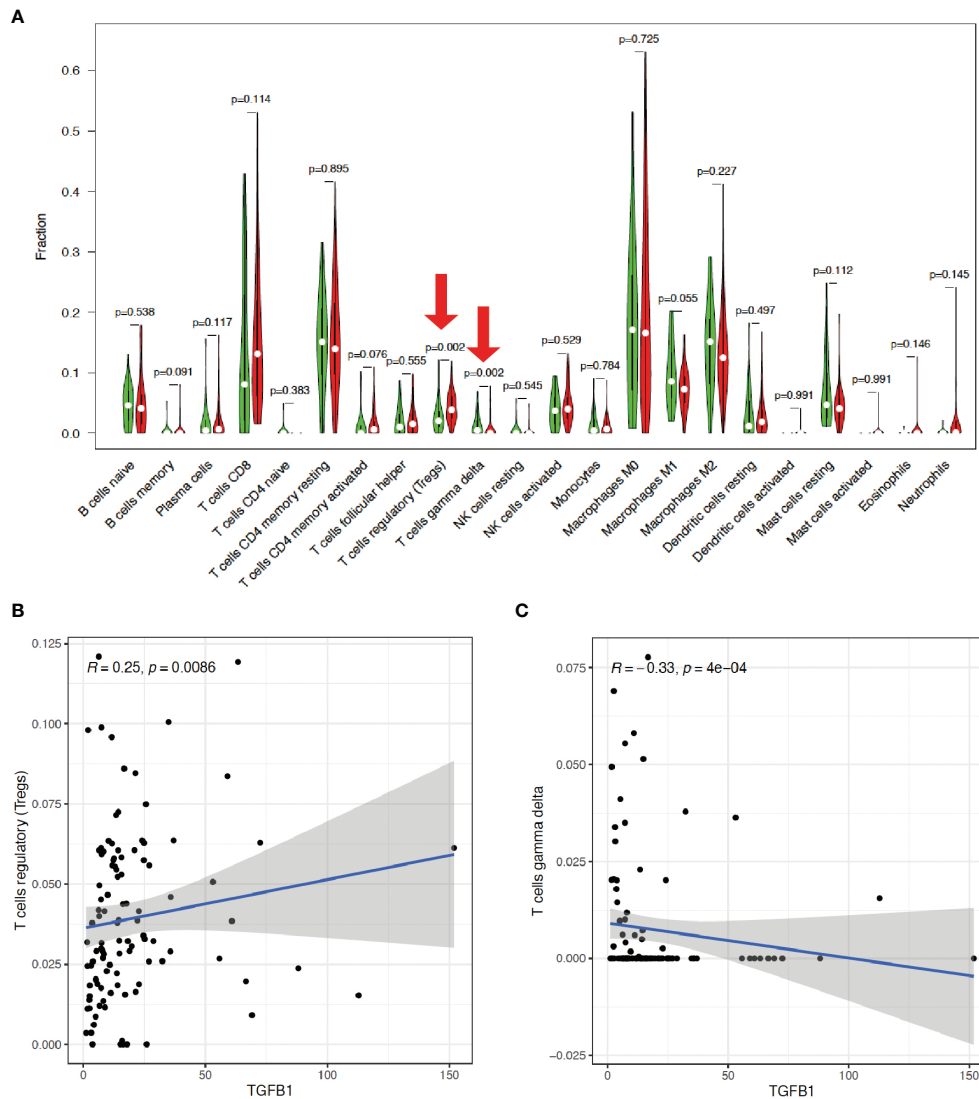 A
Fraction
0.6
0.5
0.4
0.3
0.2
0.1
0.0
p=0.538
p=0.091
p=0.117
p=0.114
p=0.383
p=0.895
p=0.076
p=0.555
p=0.002
p=0.002
p=0.545
p=0.529
p=0.784
p=0.725
p=0.055
p=0.227
p=0.497
p=0.991
p=0.112
p=0.991
p=0.146
p=0.145
B cells naive
B cells memory
Plasma cells
T cells CD8
T cells CD4 naive
T cells CD4 memory resting
T cells CD4 memory activated
T cells follicular helper
T cells regulatory (Tregs)
T cells gamma delta
NK cells resting
NK cells activated
Monocytes
Macrophages M0
Macrophages M1
Macrophages M2
Dendritic cells resting
Dendritic cells activated
Mast cells resting
Mast cells activated
Eosinophils
Neutrophils
B
R = 0.25, p = 0.0086
T cells regulatory (Tregs)
0.125
0.100
0.075
0.050
0.025
0.000
0 50 100 150
TGFB1
C
R = −0.33, p = 4e−04
T cells gamma delta
0.075
0.050
0.025
0.000
−0.025
0 50 100 150
TGFB1